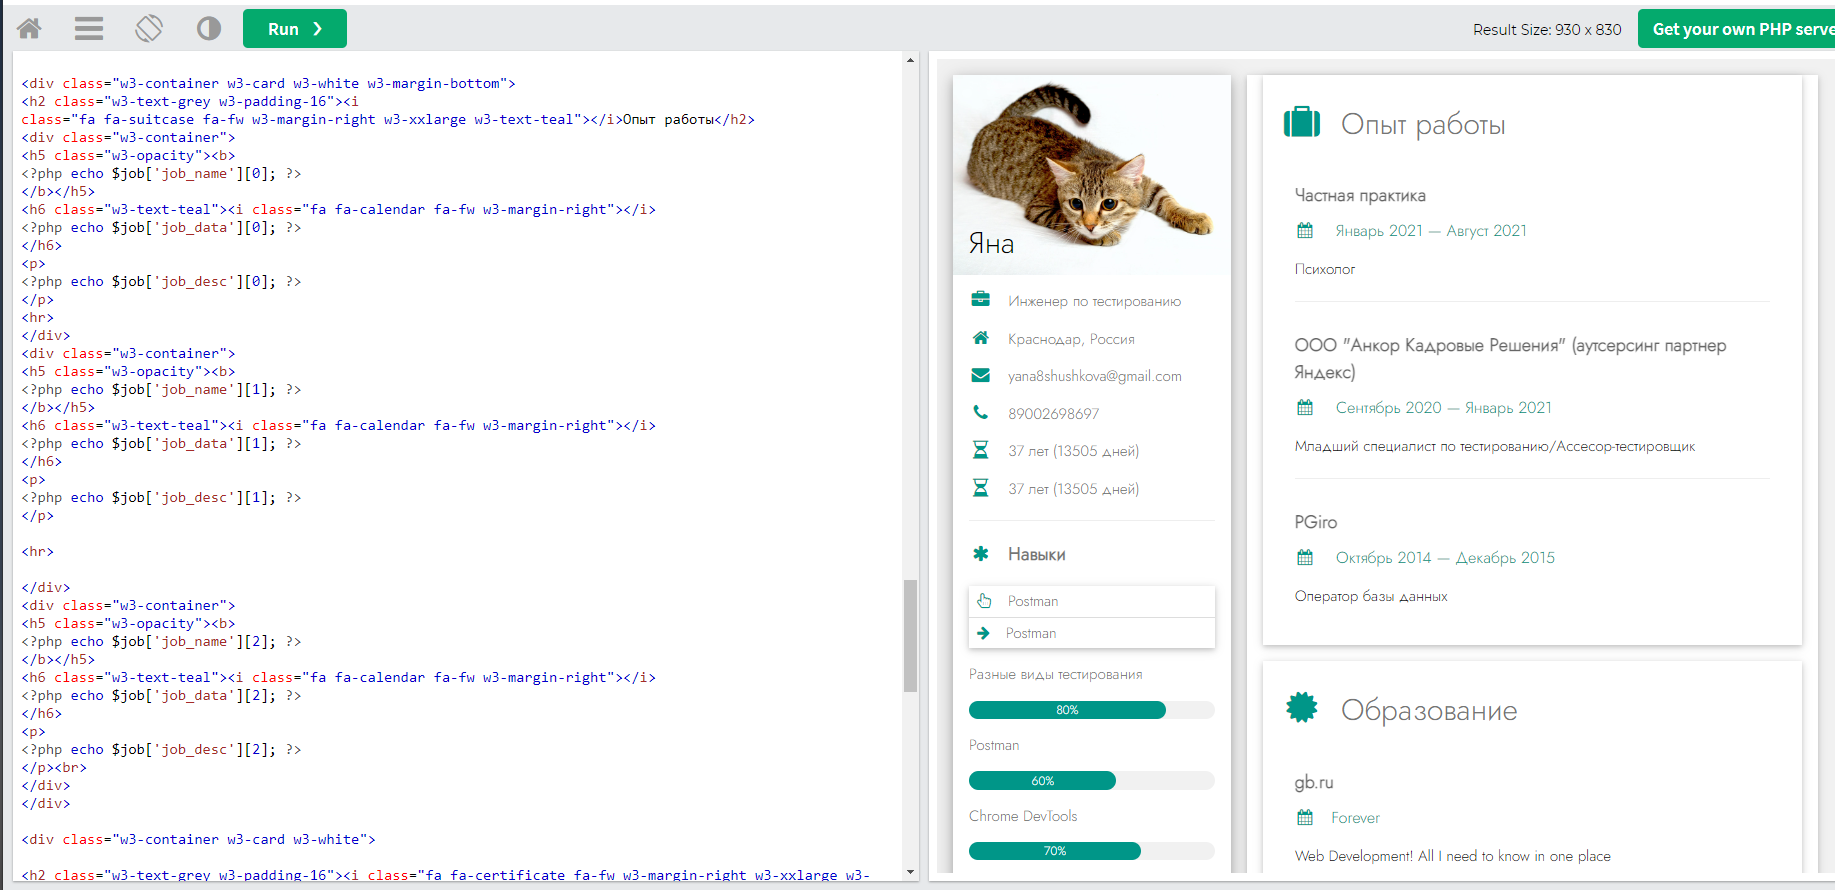 Run ❯
Result Size: 930 x 830
Get your own PHP serve
<div class="w3-container w3-card w3-white w3-margin-bottom">
<h2 class="w3-text-grey w3-padding-16"><i
class="fa fa-suitcase fa-fw w3-margin-right w3-xxlarge w3-text-teal"></i>Опыт работы</h2>
<div class="w3-container">
<h5 class="w3-opacity"><b>
<?php echo $job['job_name'][0]; ?>
</b></h5>
<h6 class="w3-text-teal"><i class="fa fa-calendar fa-fw w3-margin-right"></i>
<?php echo $job['job_data'][0]; ?>
</h6>
<p>
<?php echo $job['job_desc'][0]; ?>
</p>
<hr>
</div>
<div class="w3-container">
<h5 class="w3-opacity"><b>
<?php echo $job['job_name'][1]; ?>
</b></h5>
<h6 class="w3-text-teal"><i class="fa fa-calendar fa-fw w3-margin-right"></i>
<?php echo $job['job_data'][1]; ?>
</h6>
<p>
<?php echo $job['job_desc'][1]; ?>
</p>
<hr>
</div>
<div class="w3-container">
<h5 class="w3-opacity"><b>
<?php echo $job['job_name'][2]; ?>
</b></h5>
<h6 class="w3-text-teal"><i class="fa fa-calendar fa-fw w3-margin-right"></i>
<?php echo $job['job_data'][2]; ?>
</h6>
<p>
<?php echo $job['job_desc'][2]; ?>
</p><br>
</div>
</div>
<div class="w3-container w3-card w3-white">
<h2 class="w3-text-grey w3-padding-16"><i class="fa fa-certificate fa-fw w3-margin-right w3-xxlarge w3-
Яна
Инженер по тестированию
Краснодар, Россия
yana8shushkova@gmail.com
89002698697
37 лет (13505 дней)
37 лет (13505 дней)
Навыки
Postman
Postman
Разные виды тестирования
80%
Postman
60%
Chrome DevTools
70%
Опыт работы
Частная практика
Январь 2021 — Август 2021
Психолог
ООО "Анкор Кадровые Решения" (аутсерсинг партнер
Яндекс)
Сентябрь 2020 — Январь 2021
Младший специалист по тестированию/Ассесор-тестировщик
PGiro
Октябрь 2014 — Декабрь 2015
Оператор базы данных
Образование
gb.ru
Forever
Web Development! All I need to know in one place